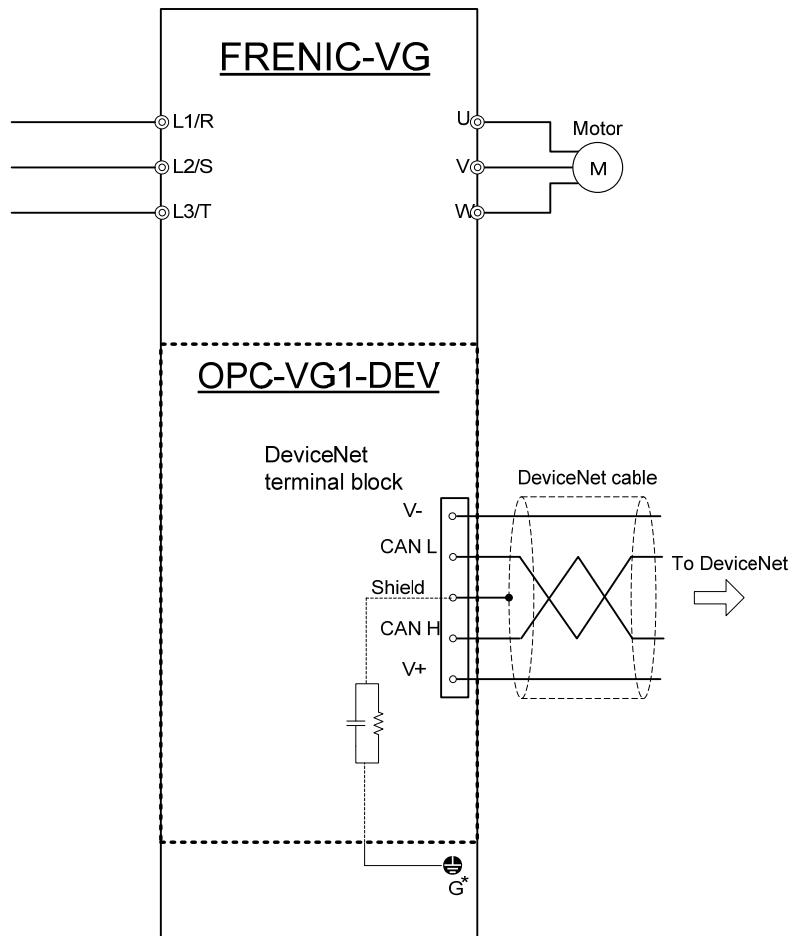 FRENIC-VG
L1/R
L2/S
L3/T
U
V
W
Motor
M
OPC-VG1-DEV
DeviceNet
terminal block
DeviceNet cable
V-
CAN L
Shield
CAN H
V+
To DeviceNet
G*